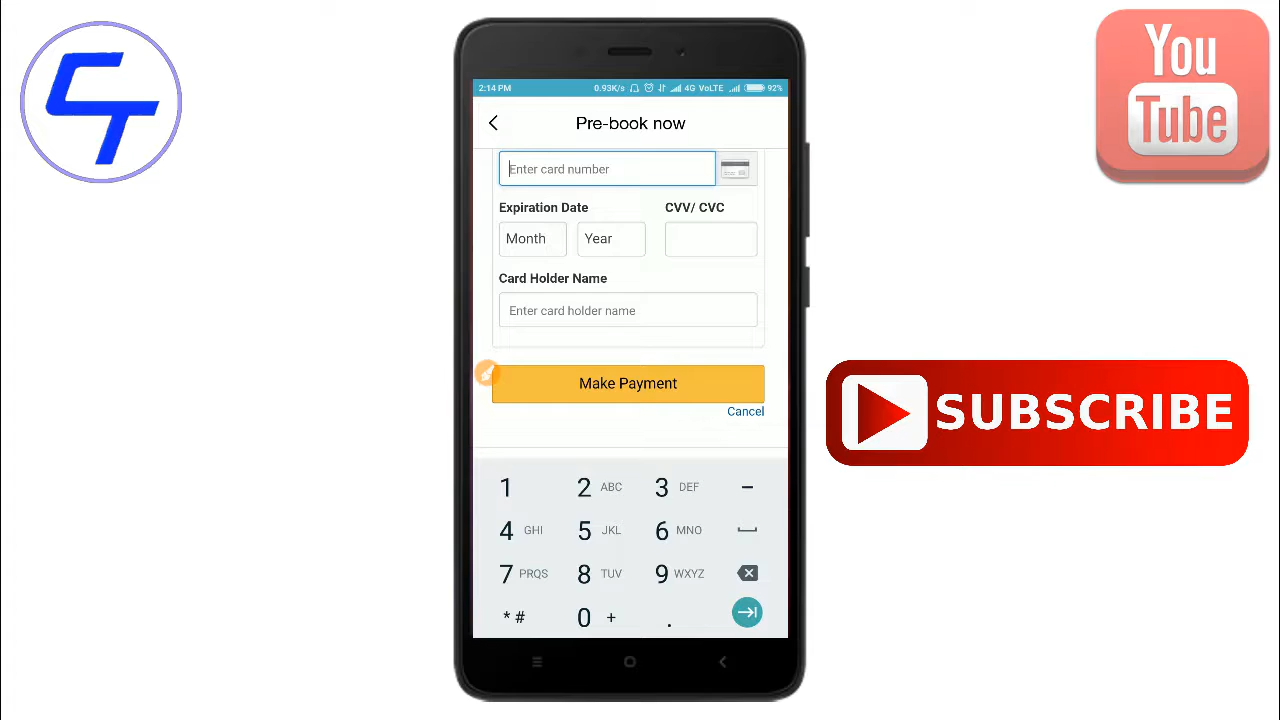 CT
You
Tube
2:14 PM 0.93K/s 4G VoLTE 92%
Pre-book now
Enter card number
Expiration Date CVV/ CVC
Month Year
Card Holder Name
Enter card holder name
Make Payment
Cancel
SUBSCRIBE
1 2 ABC 3 DEF -
4 GHI 5 JKL 6 MNO
7 PRQS 8 TUV 9 WXYZ
* # 0 + .